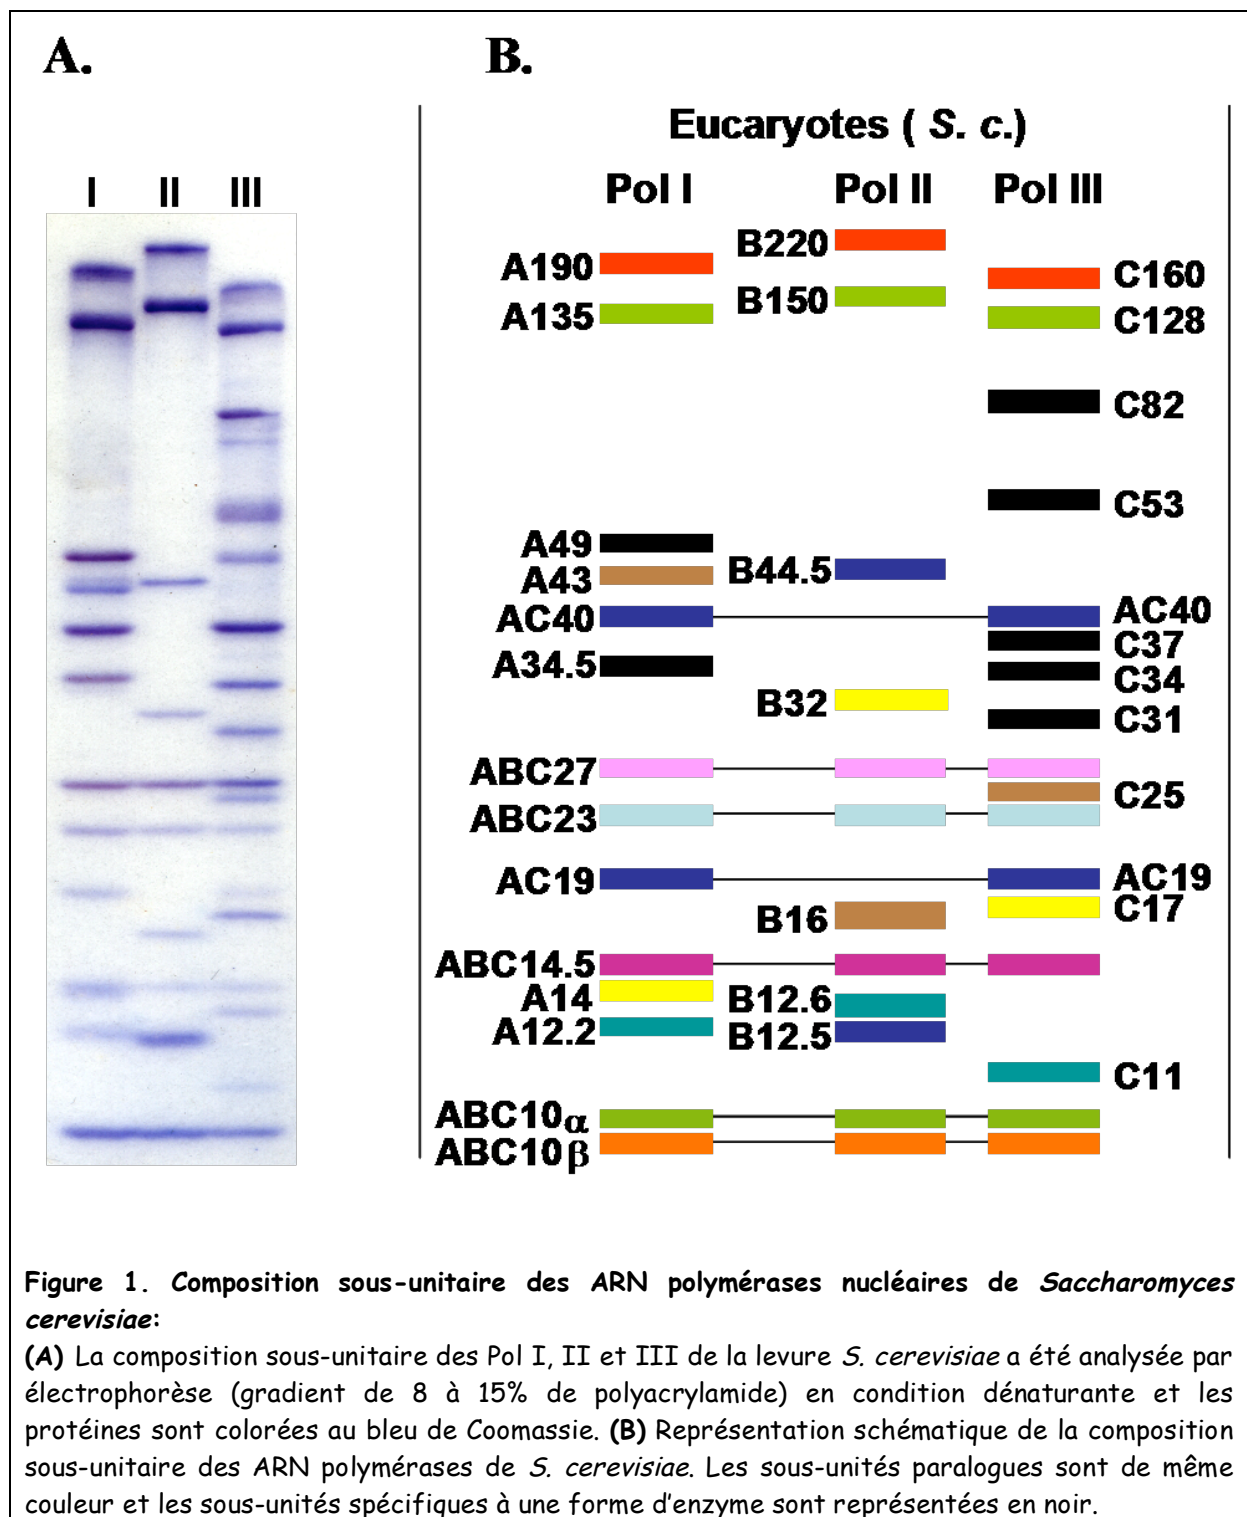 A.
B.
Eucaryotes ( S. c.)
I II III
Pol I Pol II Pol III
B220
A190
C160
B150
A135
C128
C82
C53
A49
B44.5
A43
AC40
AC40
C37
A34.5
C34
B32
C31
ABC27
C25
ABC23
AC19
AC19
C17
B16
ABC14.5
A14
B12.6
A12.2
B12.5
C11
ABC10α
ABC10β
Figure 1. Composition sous-unitaire des ARN polymérases nucléaires de Saccharomyces
cerevisiae:
(A) La composition sous-unitaire des Pol I, II et III de la levure S. cerevisiae a été analysée par
électrophorèse (gradient de 8 à 15% de polyacrylamide) en condition dénaturante et les
protéines sont colorées au bleu de Coomassie. (B) Représentation schématique de la composition
sous-unitaire des ARN polymérases de S. cerevisiae. Les sous-unités paralogues sont de même
couleur et les sous-unités spécifiques à une forme d'enzyme sont représentées en noir.